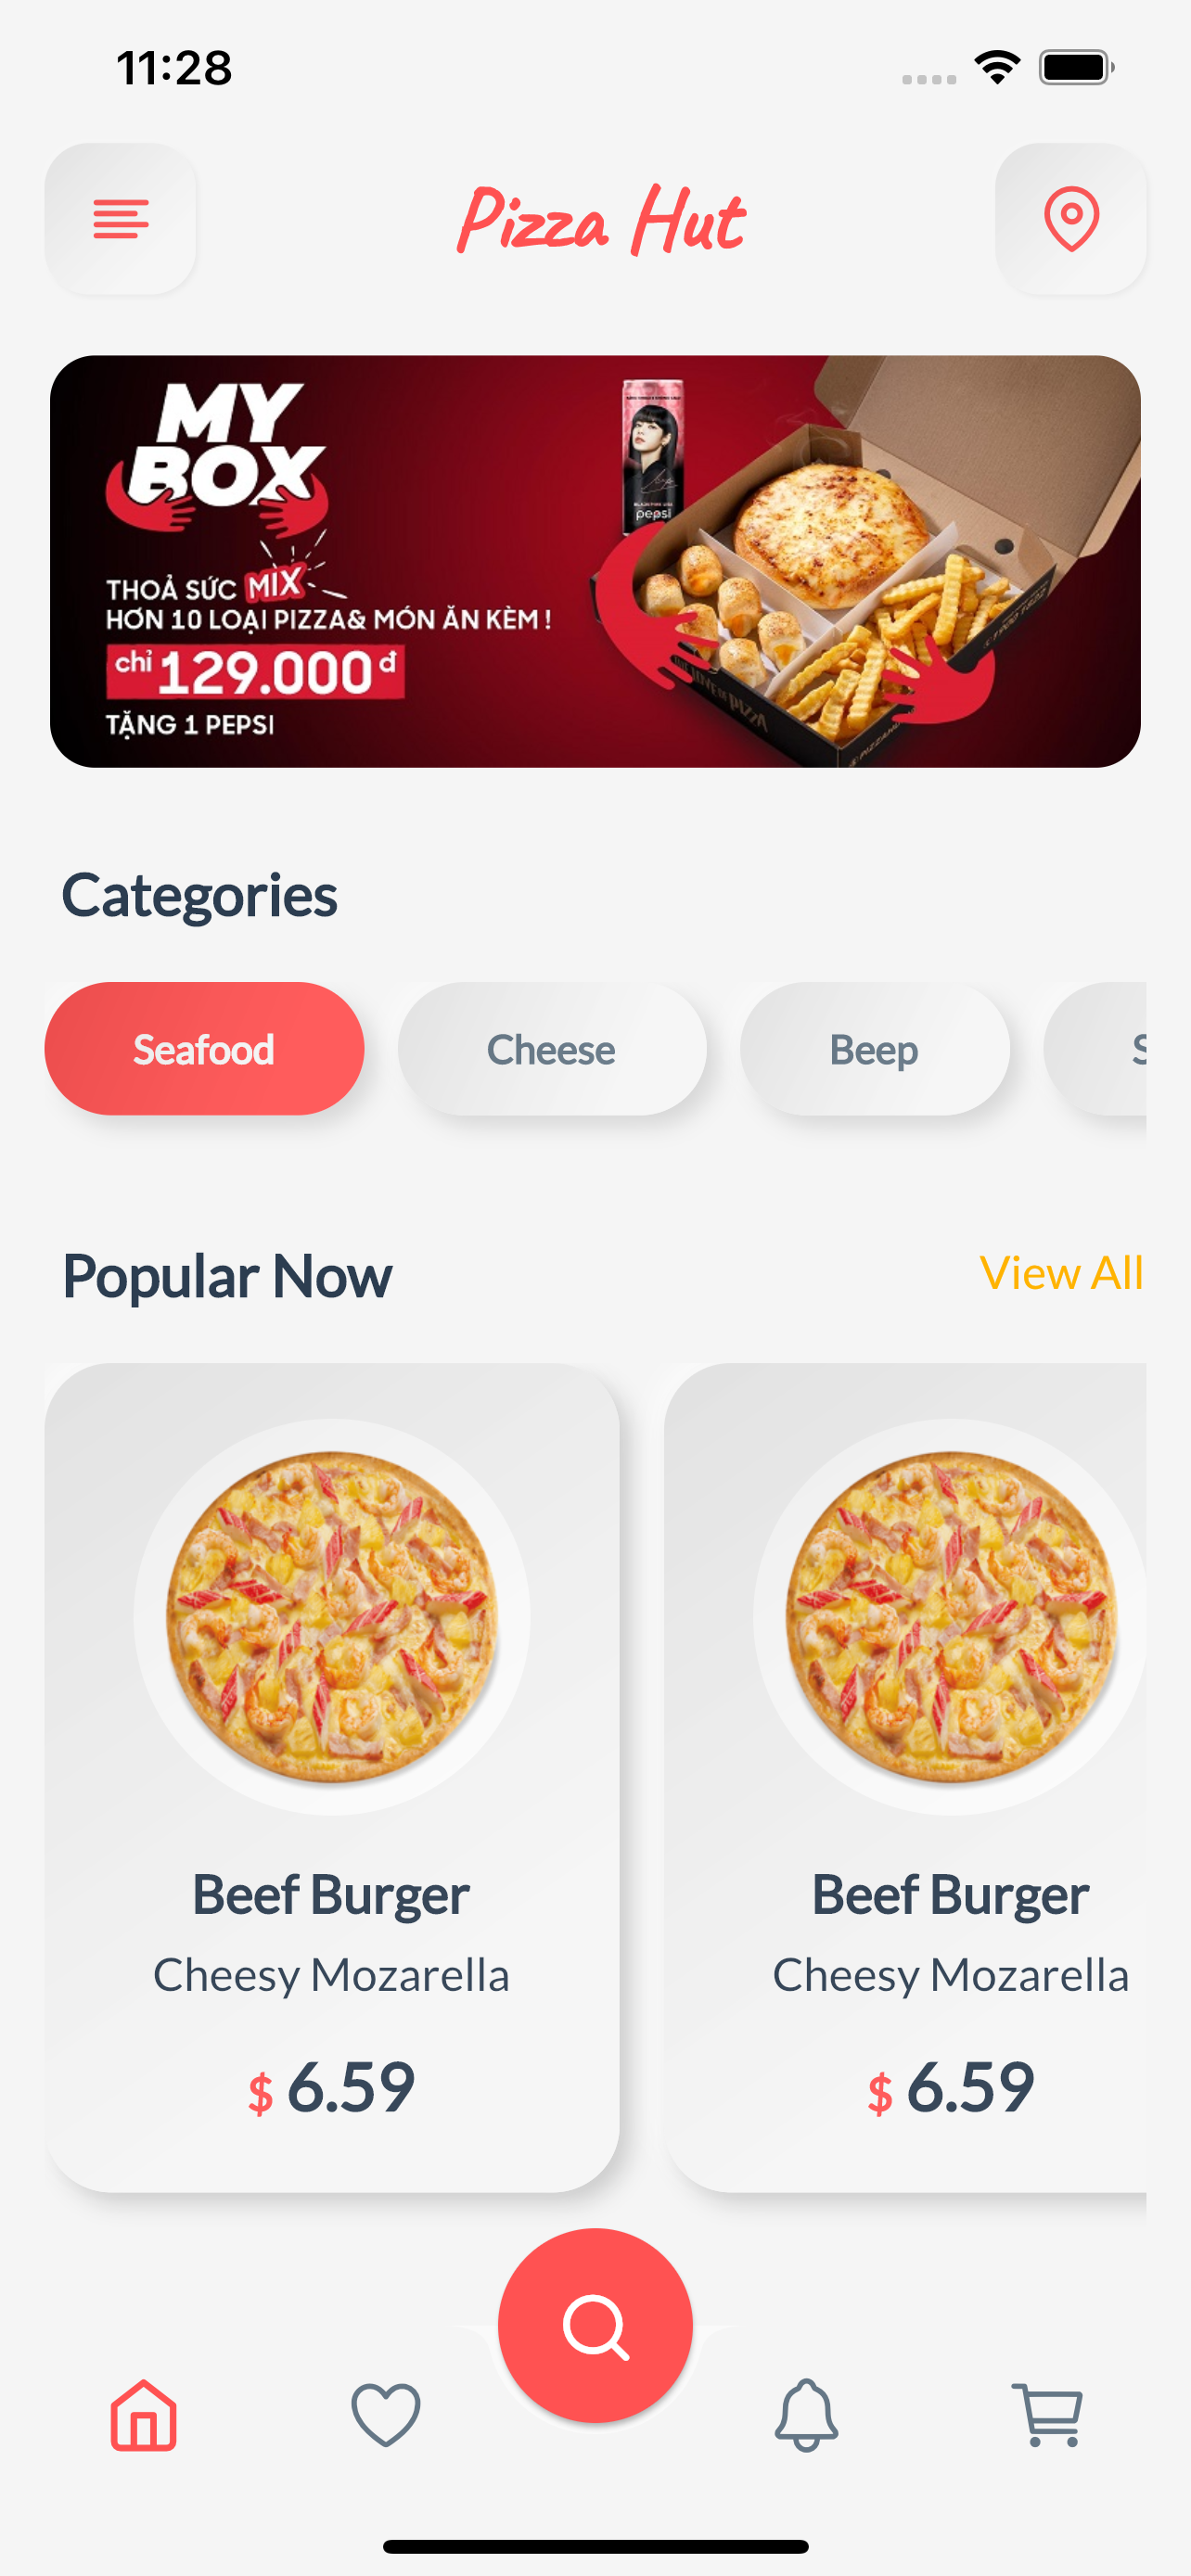 11:28
Pizza Hut
MY
BOX
pepsi
THOẢ SỨC MIX
HƠN 10 LOẠI PIZZA& MÓN ĂN KÈM !
chỉ 129.000 đ
TẶNG 1 PEPSI
Categories
Seafood Cheese Beep S
Popular Now View All
Beef Burger Beef Burger
Cheesy Mozarella Cheesy Mozarella
$ 6.59 $ 6.59